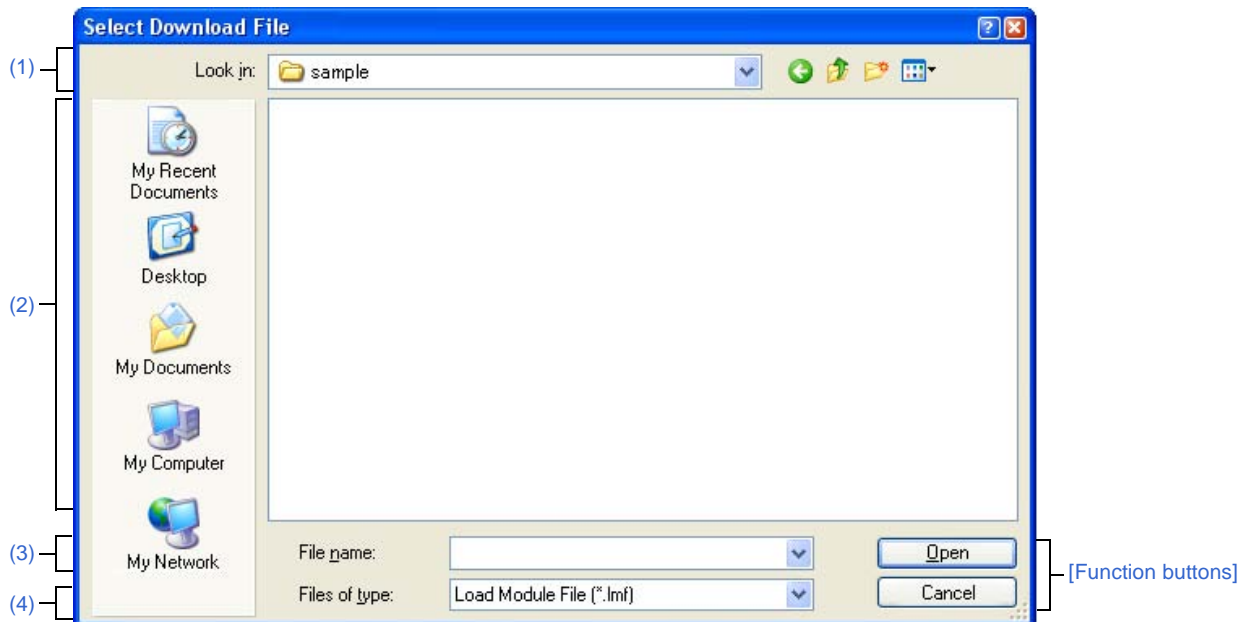 Select Download File
(1)
Look in:
sample
(2)
My Recent
Documents
Desktop
My Documents
My Computer
My Network
(3)
File name:
Open
[Function buttons]
(4)
Files of type:
Load Module File (*.lmf)
Cancel